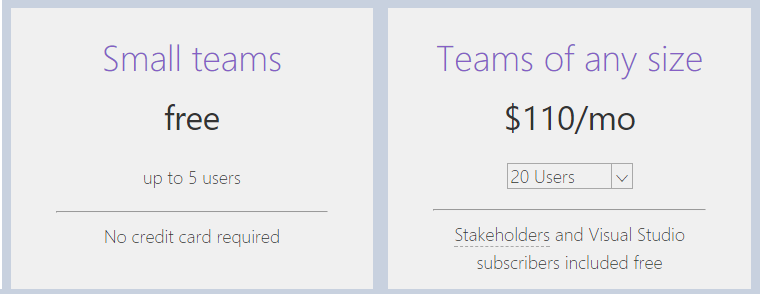 Small teams
free
up to 5 users
No credit card required
Teams of any size
$110/mo
20 Users
Stakeholders and Visual Studio
subscribers included free